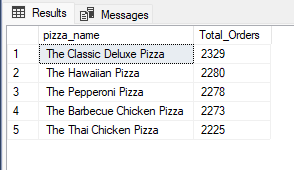 Results Messages
pizza_name Total_Orders
1 The Classic Deluxe Pizza 2329
2 The Hawaiian Pizza 2280
3 The Pepperoni Pizza 2278
4 The Barbecue Chicken Pizza 2273
5 The Thai Chicken Pizza 2225